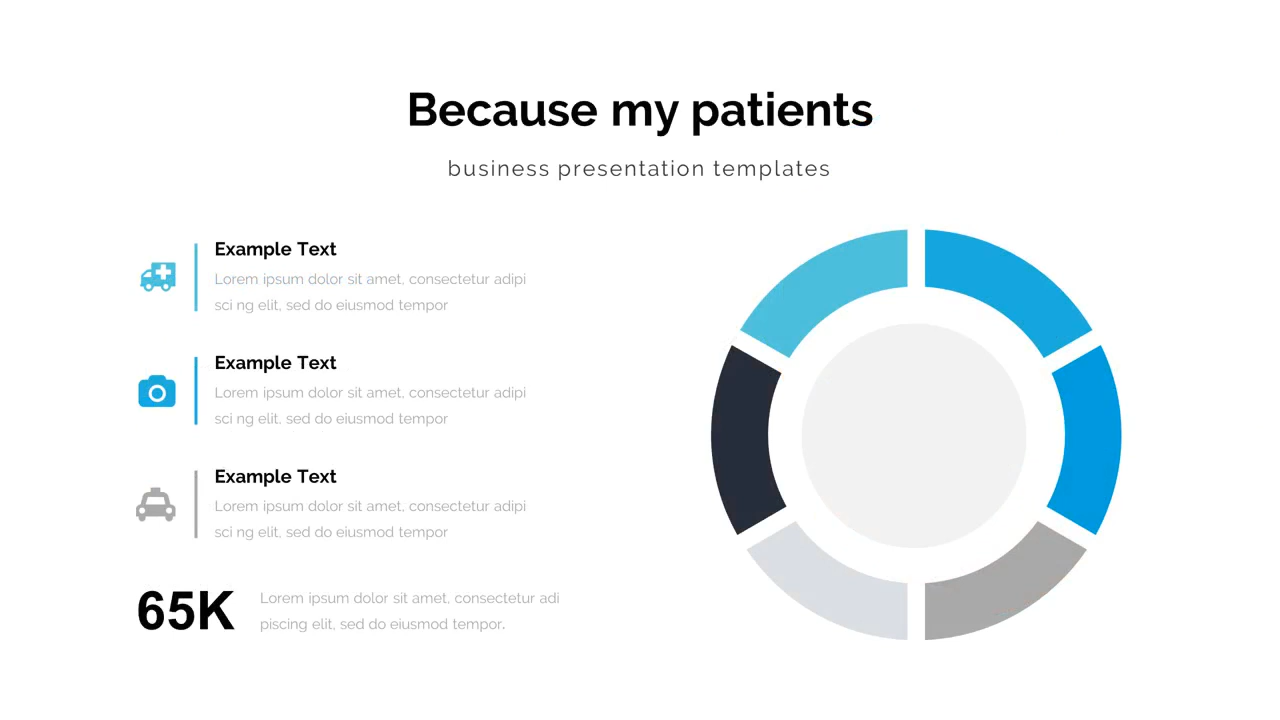 Because my patients
business presentation templates
Example Text
Lorem ipsum dolor sit amet, consectetur adipi
sci ng elit, sed do eiusmod tempor
Example Text
Lorem ipsum dolor sit amet, consectetur adipi
sci ng elit, sed do eiusmod tempor
Example Text
Lorem ipsum dolor sit amet, consectetur adipi
sci ng elit, sed do eiusmod tempor
65K
Lorem ipsum dolor sit amet, consectetur adi
piscing elit, sed do eiusmod tempor.